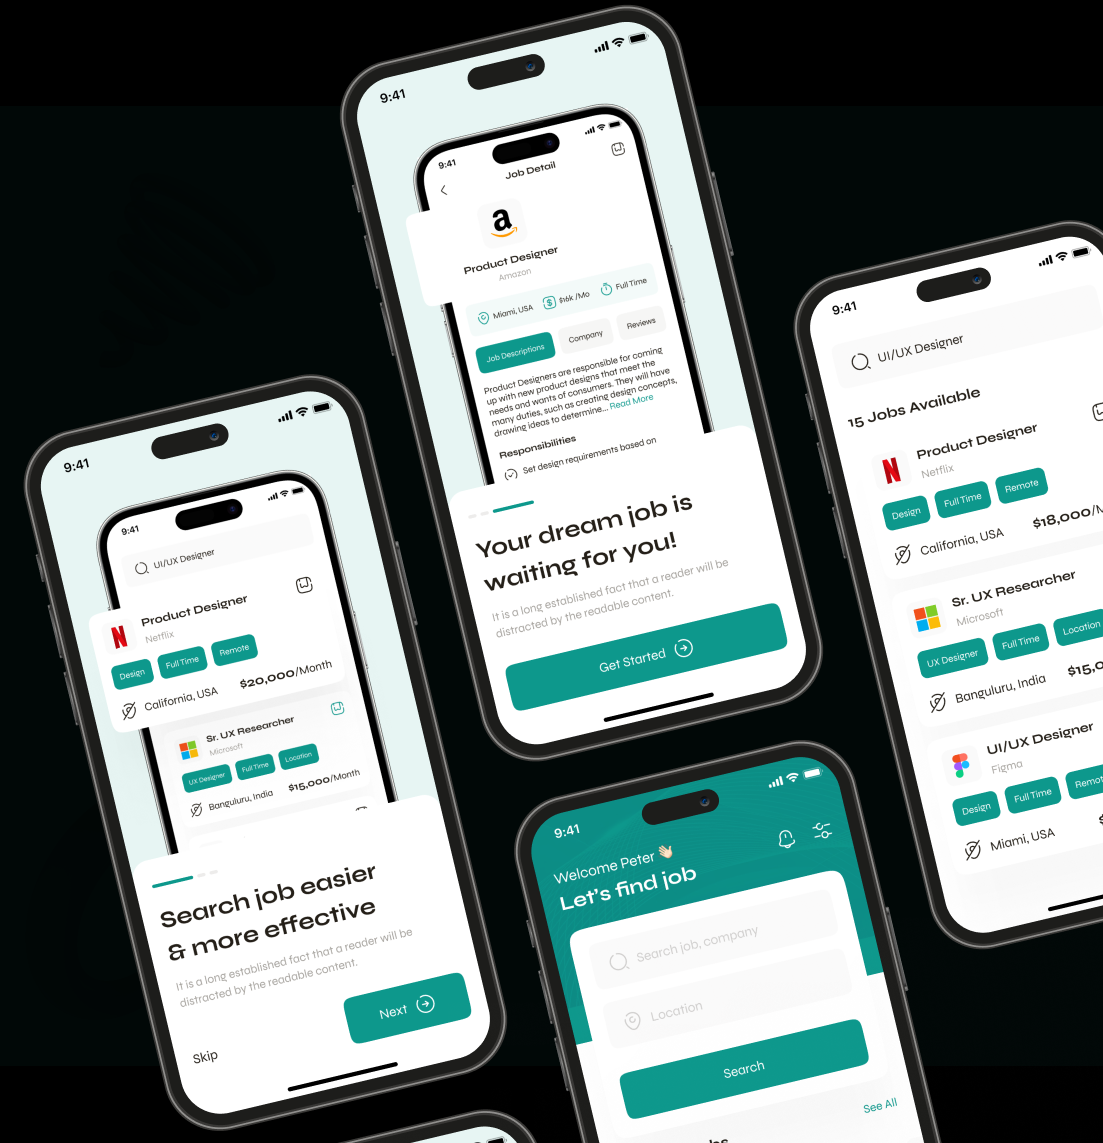 9:41
9:41
Job Detail
a
Product Designer
Amazon
Miami, USA
$16k /Mo
Full Time
Job Descriptions
Company
Reviews
Product Designers are responsible for coming
up with new product designs that meet the
needs and wants of consumers. They will have
many duties, such as creating design concepts,
drawing ideas to determine... Read More
Responsibilities
Set design requirements based on
Your dream job is
waiting for you!
It is a long established fact that a reader will be
distracted by the readable content.
Get Started
9:41
UI/UX Designer
15 Jobs Available
Product Designer
Netflix
Design
Full Time
Remote
California, USA
$18,000/M
Sr. UX Researcher
Microsoft
UX Designer
Full Time
Location
Banguluru, India
$15,0
UI/UX Designer
Figma
Design
Full Time
Remot
Miami, USA
$
9:41
9:41
UI/UX Designer
N
Product Designer
Netflix
Design
Full Time
Remote
California, USA
$20,000/Month
Sr. UX Researcher
Microsoft
UX Designer
Full Time
Location
Banguluru, India
$15,000/Month
Search job easier
& more effective
It is a long established fact that a reader will be
distracted by the readable content.
Next
Skip
9:41
Welcome Peter 👋🏻
Let's find job
Search job, company
Location
Search
See All